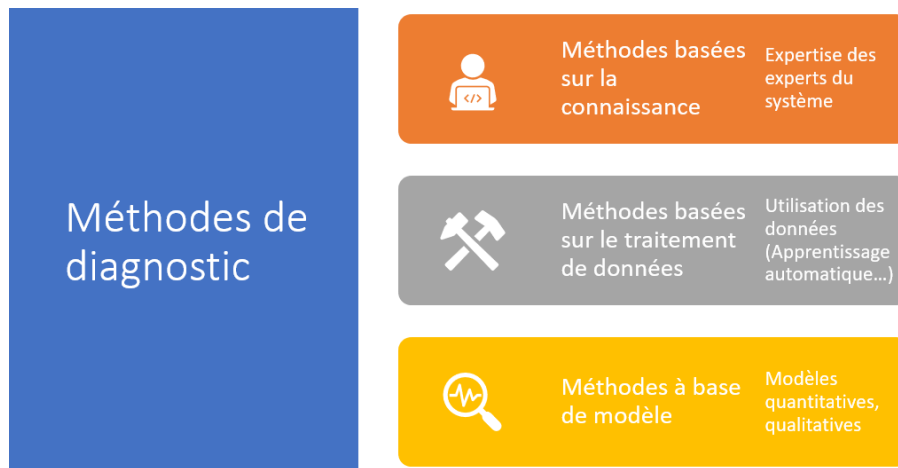 Méthodes de
diagnostic
Méthodes basées
sur la
connaissance
Expertise des
experts du
système
</>
Méthodes basées
sur le traitement
de données
Utilisation des
données
(Apprentissage
automatique...)
Méthodes à base
de modèle
Modèles
quantitatives,
qualitatives